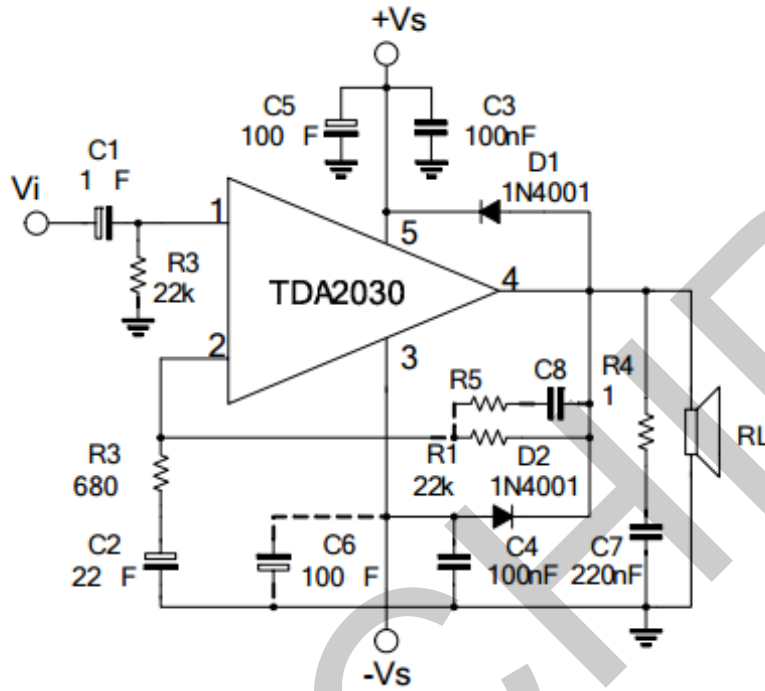 +Vs
C5
100 F
C3
100nF
C1
1 F
D1
1N4001
Vi
1
5
R3
22k
TDA2030
4
2
3
R5
C8
R4
1
R3
680
R1
22k
D2
1N4001
RL
C2
22 F
C6
100 F
C4
100nF
C7
220nF
-Vs